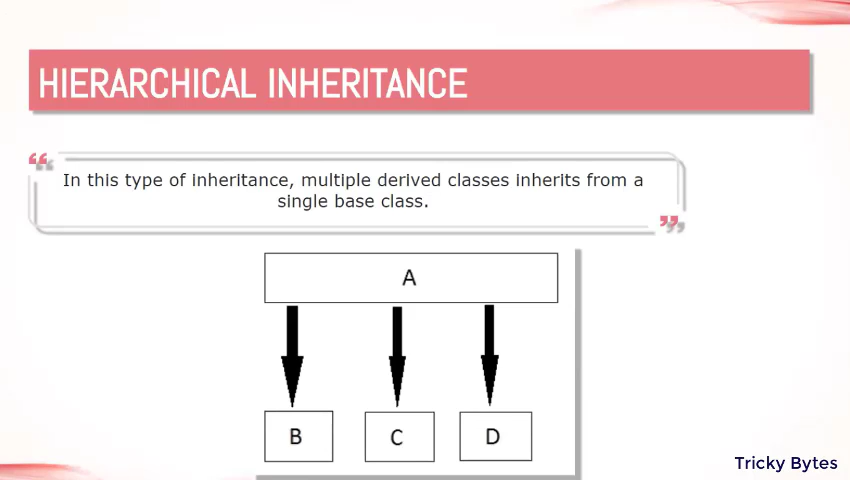 HIERARCHICAL INHERITANCE
In this type of inheritance, multiple derived classes inherits from a
single base class.
A
B
C
D
Tricky Bytes